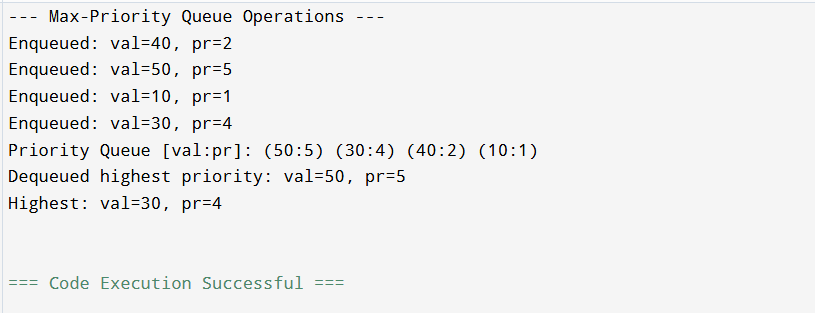 --- Max-Priority Queue Operations ---
Enqueued: val=40, pr=2
Enqueued: val=50, pr=5
Enqueued: val=10, pr=1
Enqueued: val=30, pr=4
Priority Queue [val:pr]: (50:5) (30:4) (40:2) (10:1)
Dequeued highest priority: val=50, pr=5
Highest: val=30, pr=4
=== Code Execution Successful ===